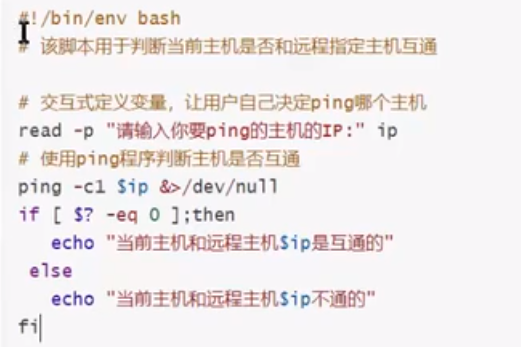 #!/bin/env bash
# 该脚本用于判断当前主机是否和远程指定主机互通
# 交互式定义变量，让用户自己决定ping哪个主机
read -p "请输入你要ping的主机的IP:" ip
# 使用ping程序判断主机是否互通
ping -c1 $ip &>/dev/null
if [ $? -eq 0 ];then
echo "当前主机和远程主机$ip是互通的"
else
echo "当前主机和远程主机$ip不通的"
fi